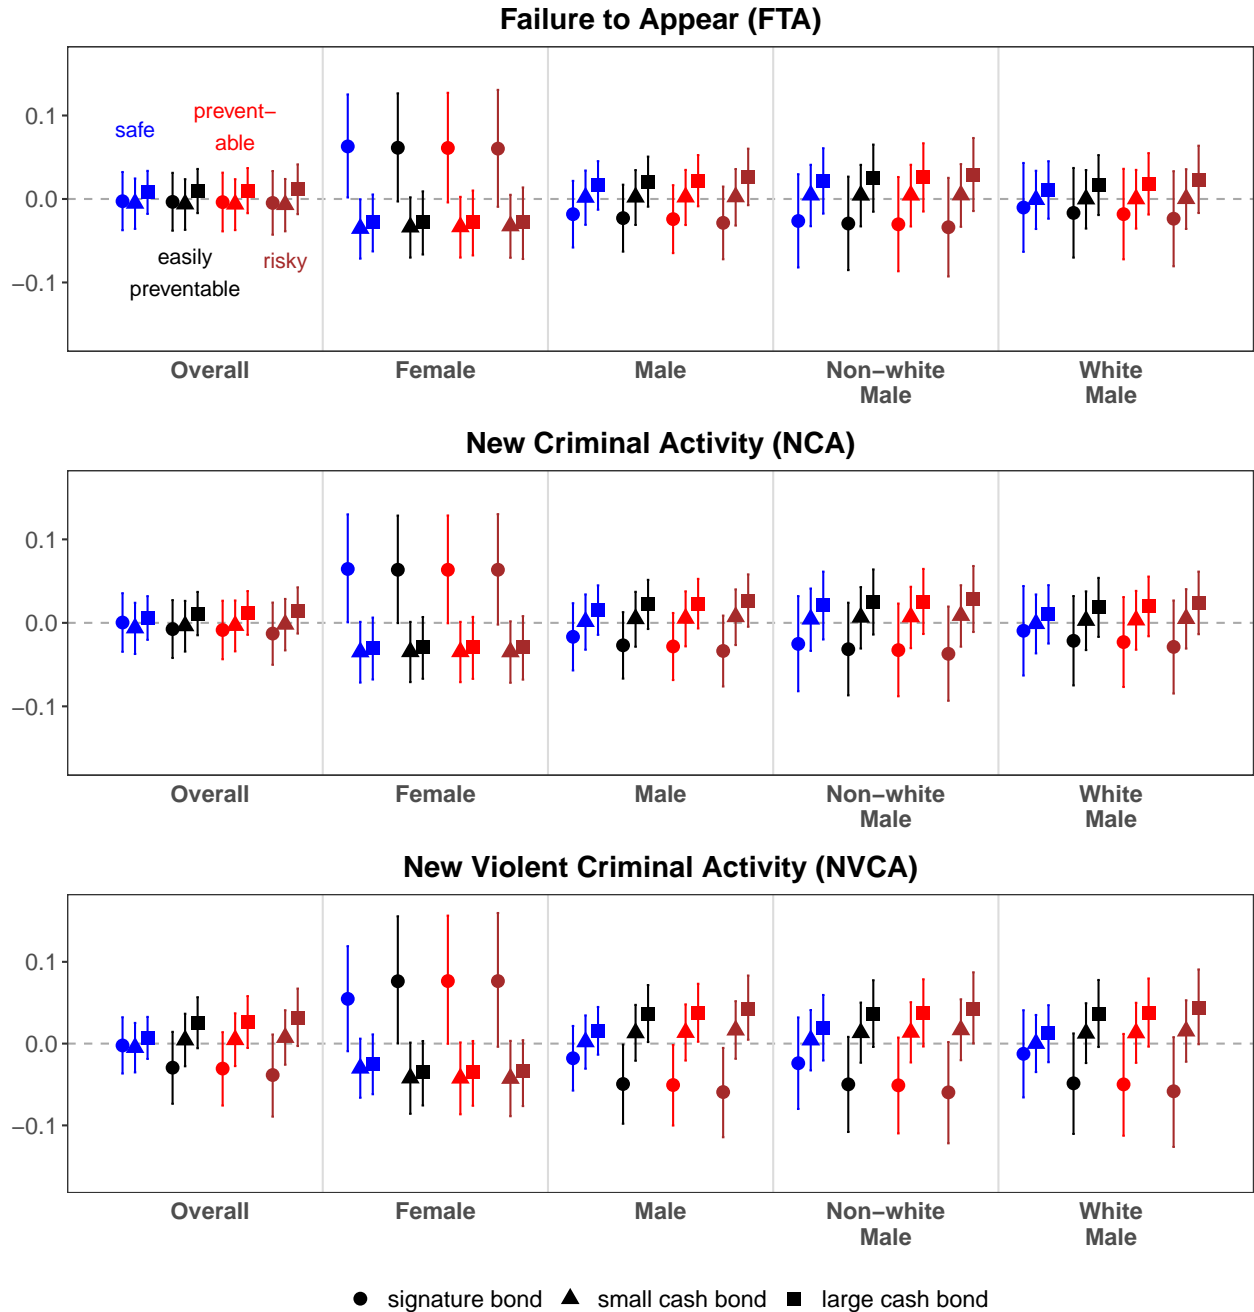 Failure to Appear (FTA)
0.1
0.0
−0.1
safe
prevent−
able
easily
preventable
risky
Overall Female Male Non−white White
Male Male
New Criminal Activity (NCA)
0.1
0.0
−0.1
Overall Female Male Non−white White
Male Male
New Violent Criminal Activity (NVCA)
0.1
0.0
−0.1
Overall Female Male Non−white White
Male Male
signature bond small cash bond large cash bond